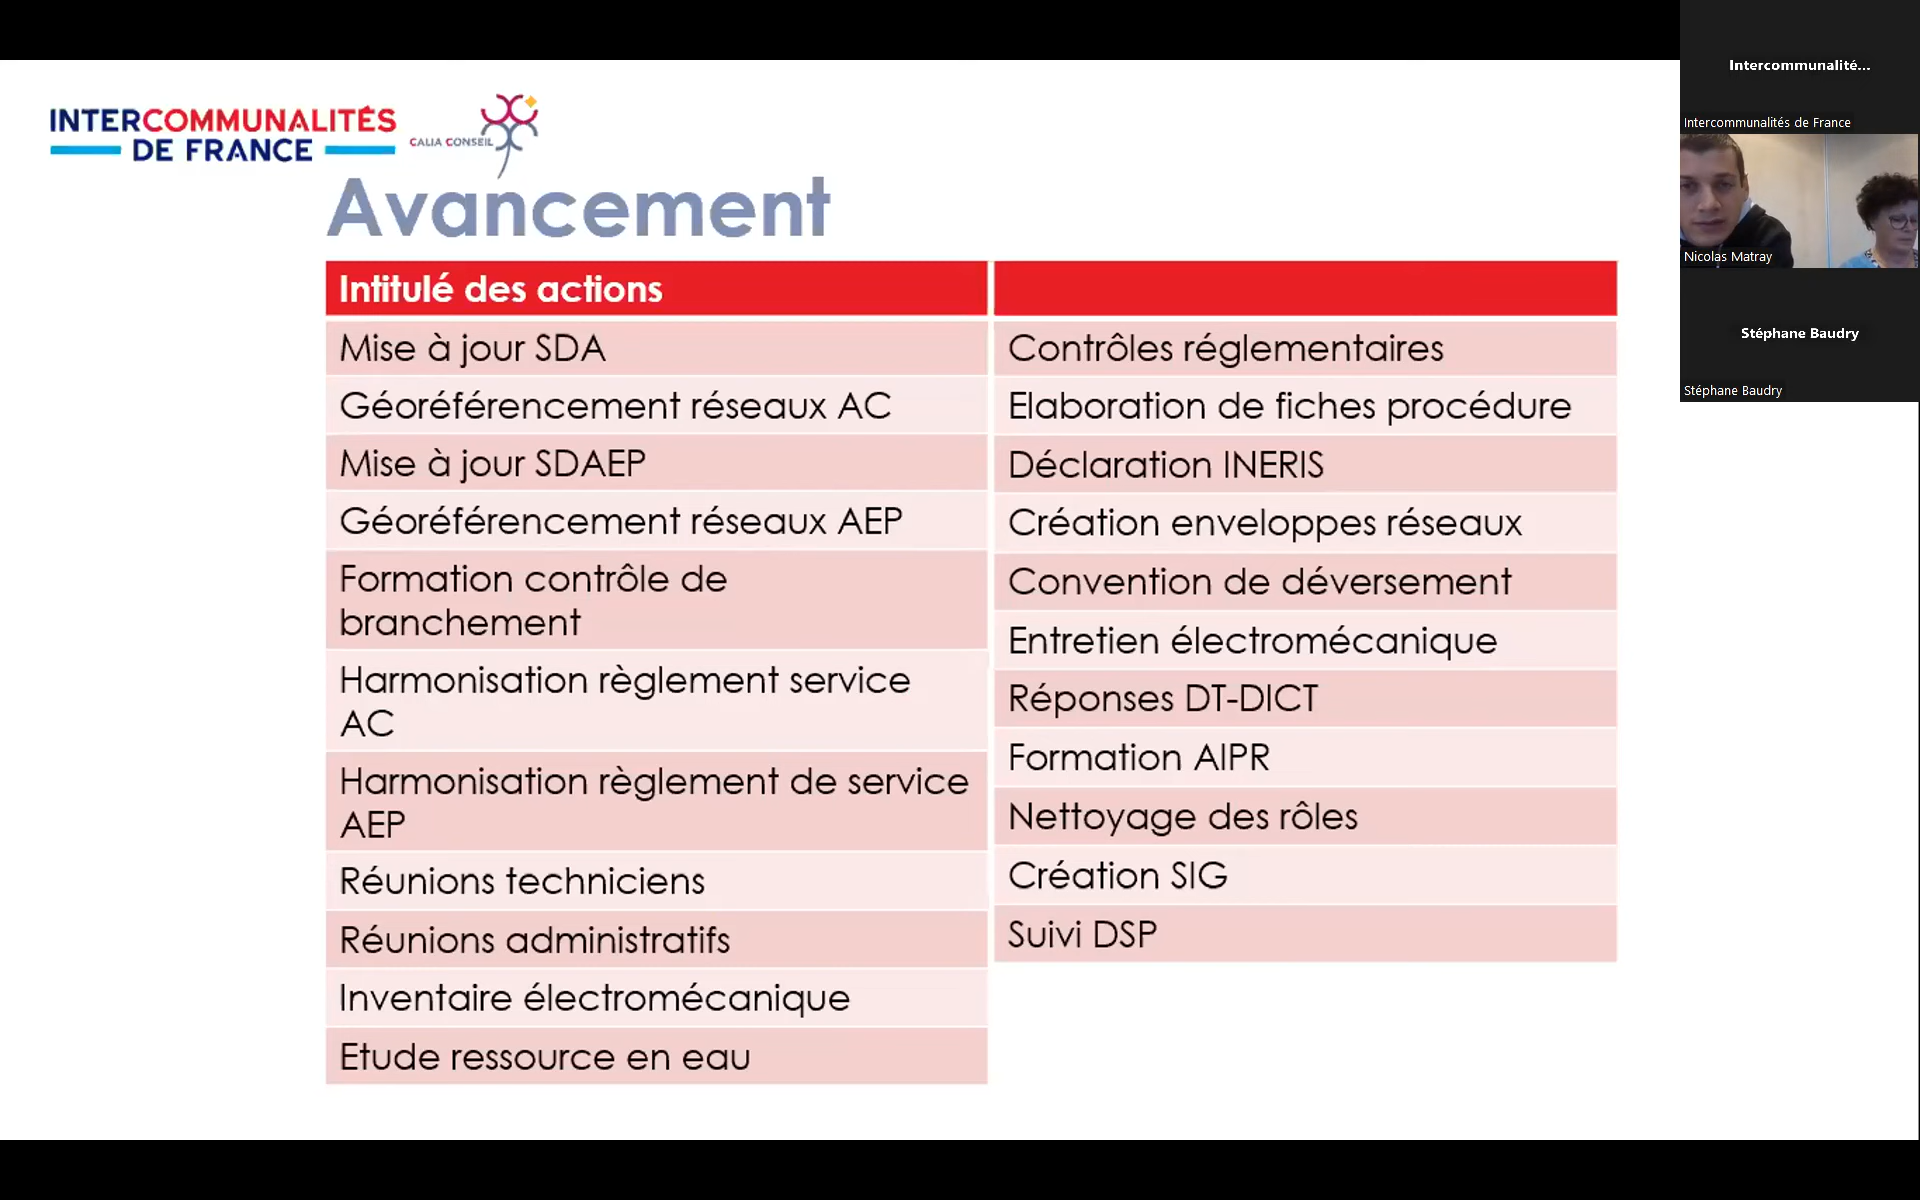 INTERCOMMUNALITÉS
DE FRANCE
CALIA CONSEIL
Avancement
Intitulé des actions
Mise à jour SDA
Géoréférencement réseaux AC
Mise à jour SDAEP
Géoréférencement réseaux AEP
Formation contrôle de
branchement
Harmonisation règlement service
AC
Harmonisation règlement de service
AEP
Réunions techniciens
Réunions administratifs
Inventaire électromécanique
Etude ressource en eau
Contrôles réglementaires
Elaboration de fiches procédure
Déclaration INERIS
Création enveloppes réseaux
Convention de déversement
Entretien électromécanique
Réponses DT-DICT
Formation AIPR
Nettoyage des rôles
Création SIG
Suivi DSP
Intercommunalité...
Intercommunalités de France
Nicolas Matray
Stéphane Baudry
Stéphane Baudry